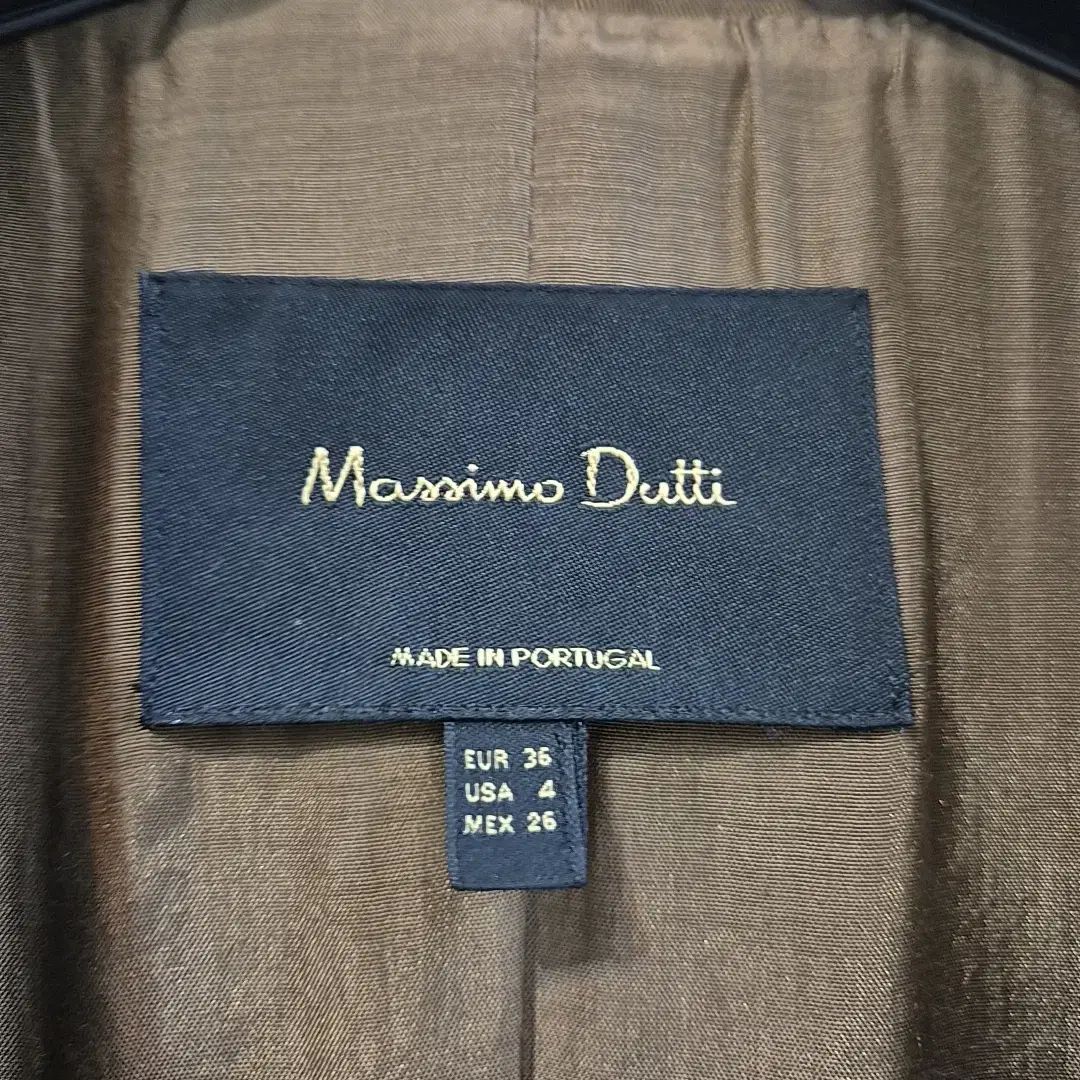 Massimo Dutti
MADE IN PORTUGAL
EUR 36
USA 4
MEX 26